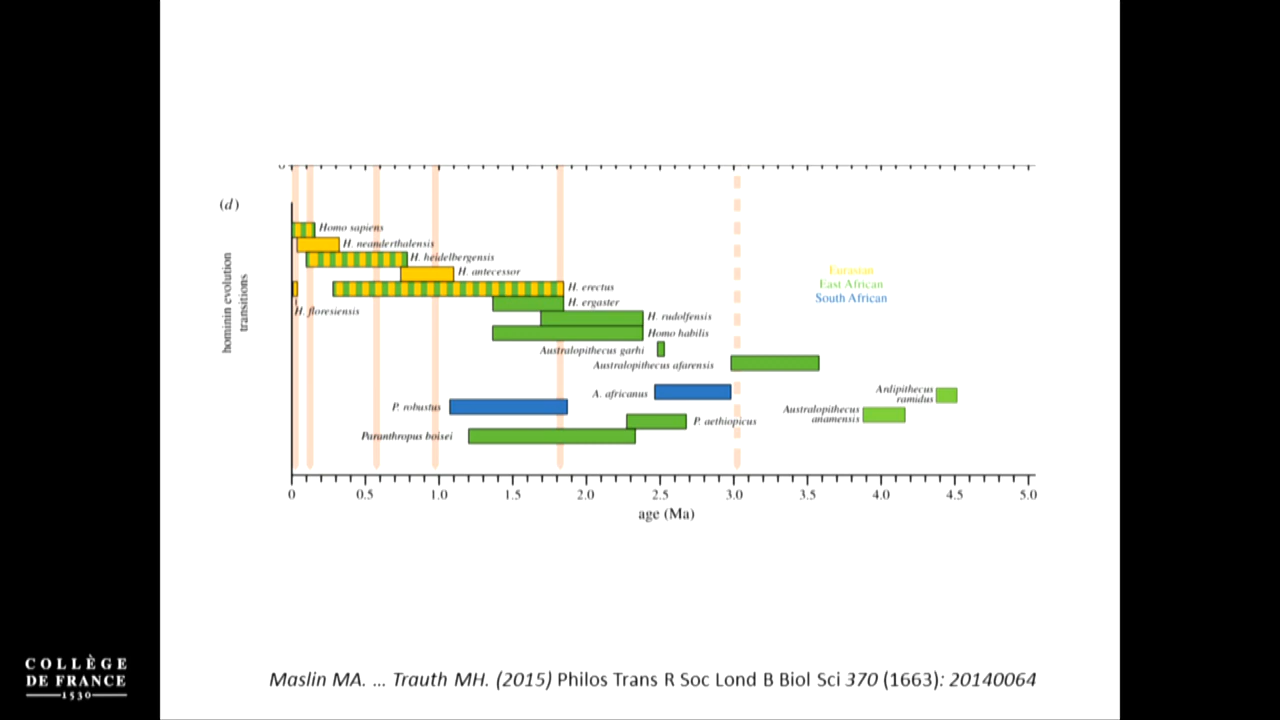 0
(d)
hominin evolution
transitions
Homo sapiens
H. neanderthalensis
H. heidelbergensis
H. antecessor
H. erectus
H. ergaster
H. floresiensis
H. rudolfensis
Homo habilis
Australopithecus garhi
Australopithecus afarensis
Eurasian
East African
South African
A. africanus
Ardipithecus
ramidus
P. robustus
Australopithecus
anamensis
P. aethiopicus
Paranthropus boisei
0 0.5 1.0 1.5 2.0 2.5 3.0 3.5 4.0 4.5 5.0
age (Ma)
COLLÈGE
DE FRANCE
1530
Maslin MA. ... Trauth MH. (2015) Philos Trans R Soc Lond B Biol Sci 370 (1663): 20140064